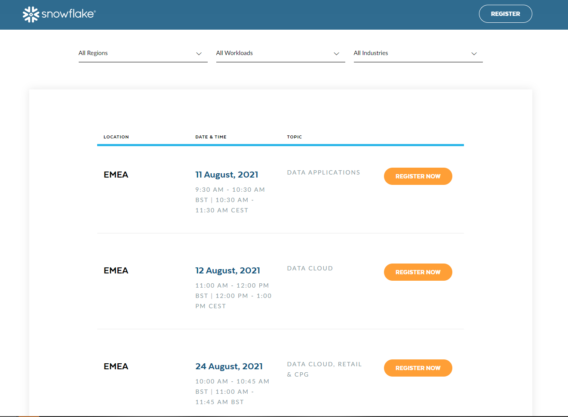 snowflake®
REGISTER
All Regions
All Workloads
All Industries
LOCATION
DATE & TIME
TOPIC
EMEA
11 August, 2021
DATA APPLICATIONS
REGISTER NOW
9:30 AM - 10:30 AM
BST | 10:30 AM -
11:30 AM CEST
EMEA
12 August, 2021
DATA CLOUD
REGISTER NOW
11:00 AM - 12:00 PM
BST | 12:00 PM - 1:00
PM CEST
EMEA
24 August, 2021
DATA CLOUD, RETAIL
& CPG
REGISTER NOW
10:00 AM - 10:45 AM
BST | 11:00 AM -
11:45 AM BST